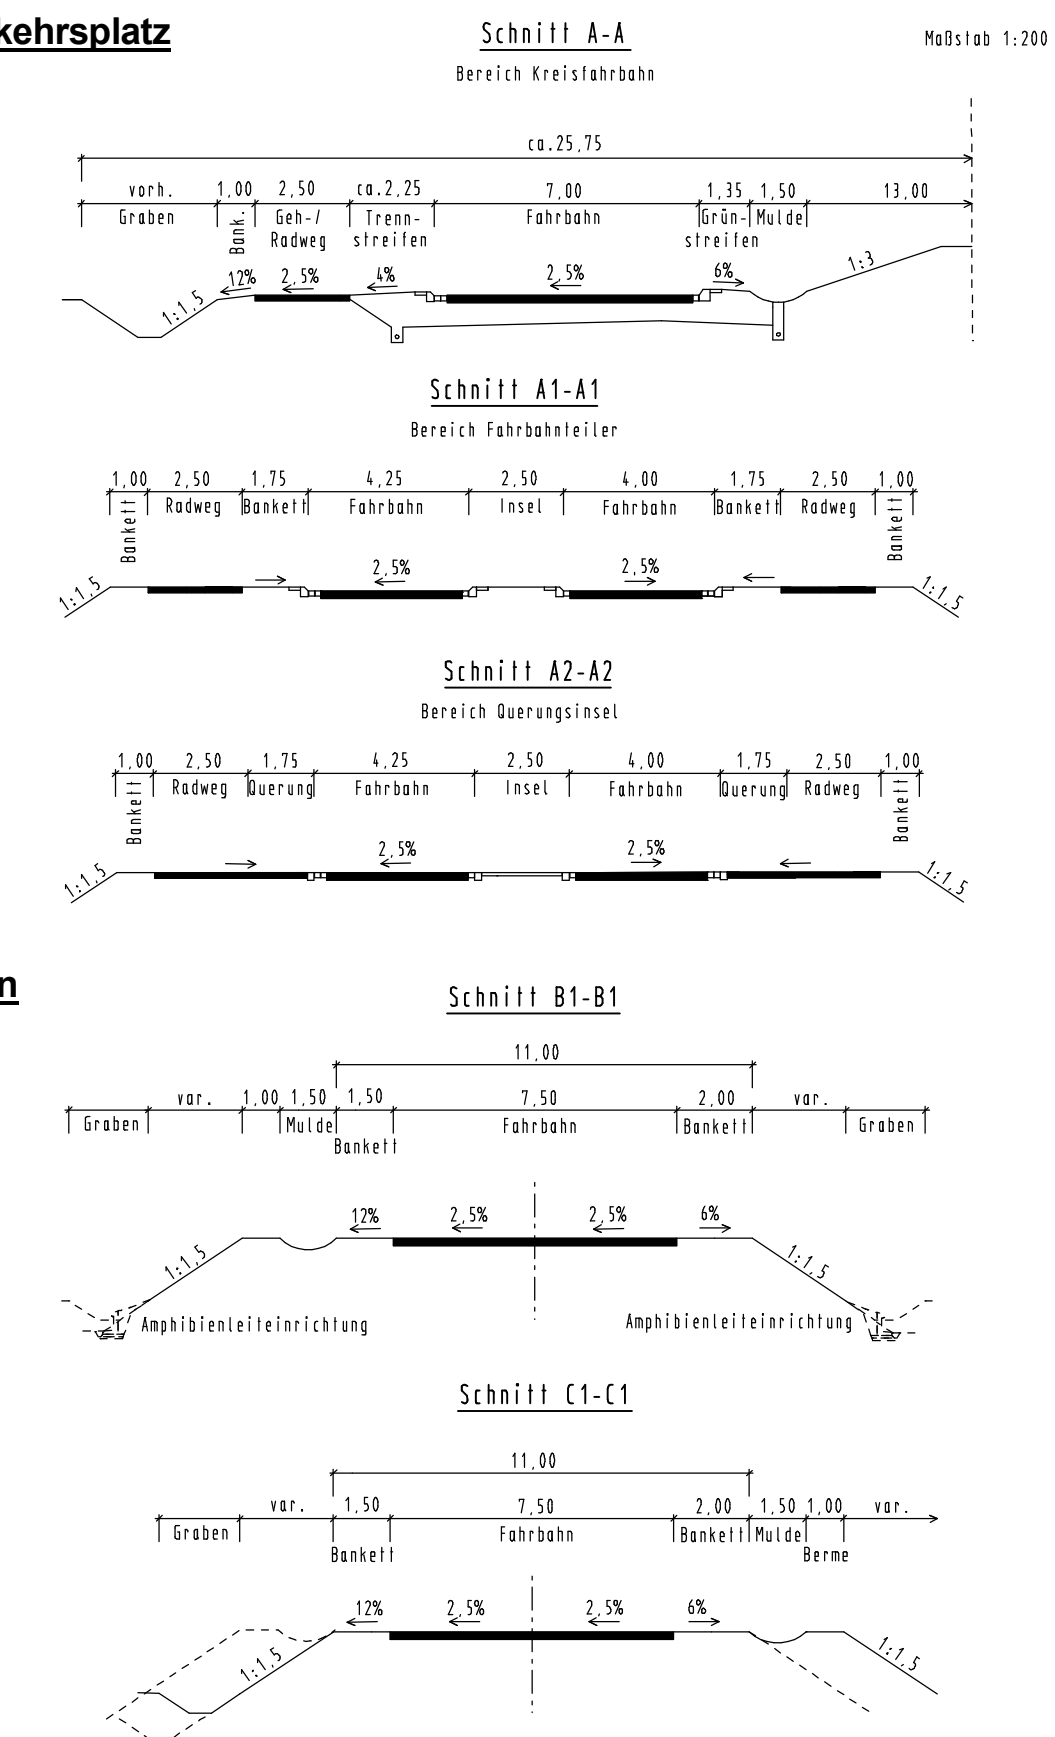 kehrsplatz
Schnitt A-A
Maßstab 1:200
Bereich Kreisfahrbahn
ca.25,75
vorh. 1,00 2,50 ca.2,25 7,00 1,35 1,50 13,00
Graben Bank. Geh-/ Trenn- Fahrbahn Grün- Mulde
Radweg streifen streifen
12% 2,5% 4% 2,5% 6% 1:3
1:1,5
Schnitt A1-A1
Bereich Fahrbahnteiler
1,00 2,50 1,75 4,25 2,50 4,00 1,75 2,50 1,00
Bankett Radweg Bankett Fahrbahn Insel Fahrbahn Bankett Radweg Bankett
2,5% 2,5%
1:1,5 1:1,5
Schnitt A2-A2
Bereich Querungsinsel
1,00 2,50 1,75 4,25 2,50 4,00 1,75 2,50 1,00
Bankett Radweg Querung Fahrbahn Insel Fahrbahn Querung Radweg Bankett
2,5% 2,5%
1:1,5 1:1,5
n
Schnitt B1-B1
11,00
var. 1,00 1,50 1,50 7,50 2,00 var.
Graben Mulde Fahrbahn Bankett Graben
Bankett
12% 2,5% 2,5% 6%
1:1,5 1:1,5
Amphibienleiteinrichtung Amphibienleiteinrichtung
Schnitt C1-C1
11,00
var. 1,50 7,50 2,00 1,50 1,00 var.
Graben Fahrbahn Bankett Mulde
Bankett Berme
12% 2,5% 2,5% 6%
1:1,5 1:1,5